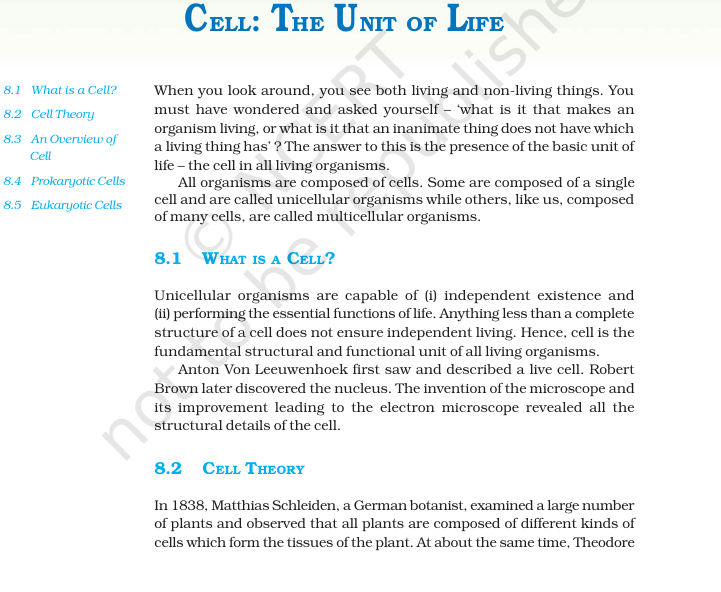 CELL: THE UNIT OF LIFE
8.1 What is a Cell?
8.2 Cell Theory
8.3 An Overview of
Cell
8.4 Prokaryotic Cells
8.5 Eukaryotic Cells
When you look around, you see both living and non-living things. You
must have wondered and asked yourself – ‘what is it that makes an
organism living, or what is it that an inanimate thing does not have which
a living thing has’ ? The answer to this is the presence of the basic unit of
life – the cell in all living organisms.
All organisms are composed of cells. Some are composed of a single
cell and are called unicellular organisms while others, like us, composed
of many cells, are called multicellular organisms.
8.1 WHAT IS A CELL?
Unicellular organisms are capable of (i) independent existence and
(ii) performing the essential functions of life. Anything less than a complete
structure of a cell does not ensure independent living. Hence, cell is the
fundamental structural and functional unit of all living organisms.
Anton Von Leeuwenhoek first saw and described a live cell. Robert
Brown later discovered the nucleus. The invention of the microscope and
its improvement leading to the electron microscope revealed all the
structural details of the cell.
8.2 CELL THEORY
In 1838, Matthias Schleiden, a German botanist, examined a large number
of plants and observed that all plants are composed of different kinds of
cells which form the tissues of the plant. At about the same time, Theodore
© NCERT
not to be republishe